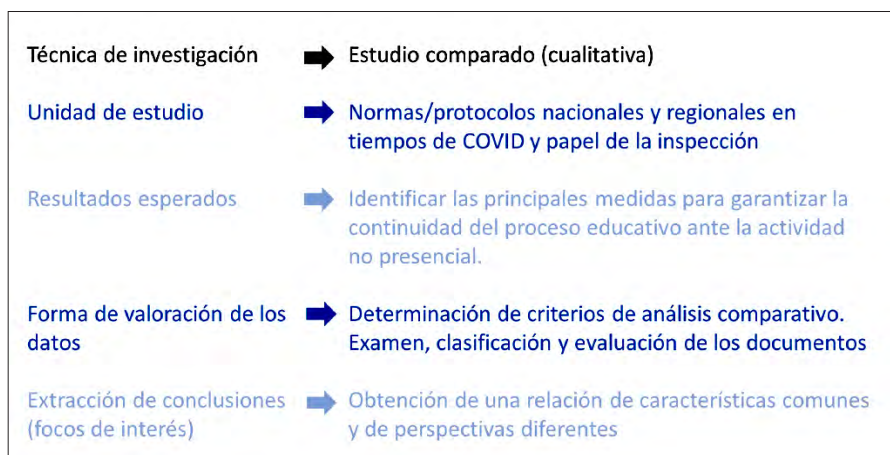 Técnica de investigación Estudio comparado (cualitativa)
Unidad de estudio Normas/protocolos nacionales y regionales en
tiempos de COVID y papel de la inspección
Resultados esperados Identificar las principales medidas para garantizar la
continuidad del proceso educativo ante la actividad
no presencial.
Forma de valoración de los Determinación de criterios de análisis comparativo.
datos Examen, clasificación y evaluación de los documentos
Extracción de conclusiones Obtención de una relación de características comunes
(focos de interés) y de perspectivas diferentes